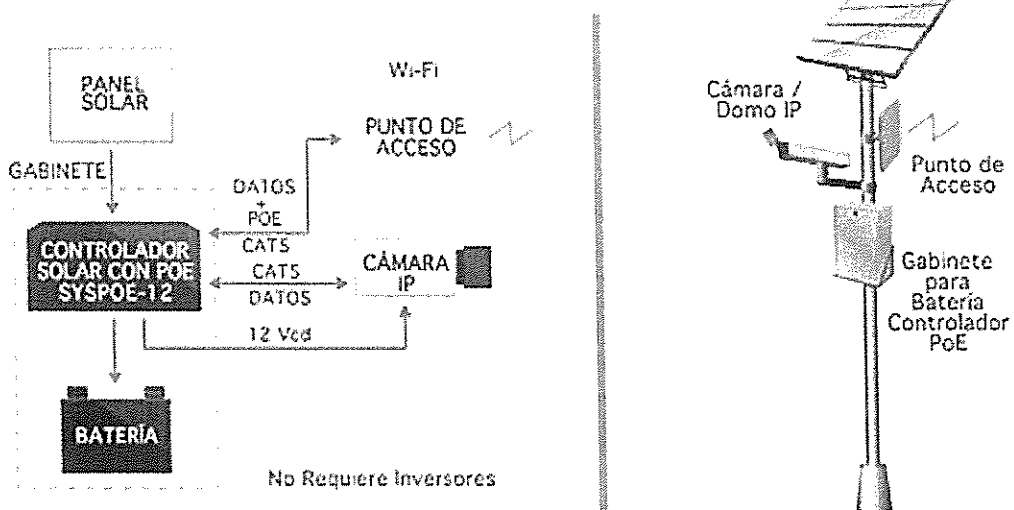 PANEL
SOLAR
Wi-Fi
PUNTO DE
ACCESO
GABINETE
DATOS
+
POE
CAT5
CONTROLADOR
SOLAR CON POE
SYSPOE-12
CAT5
DATOS
CÁMARA
IP
12 Vcd
BATERÍA
No Requiere Inversores
Cámara /
Domo IP
Punto de
Acceso
Gabinete
para
Batería
Controlador
PoE